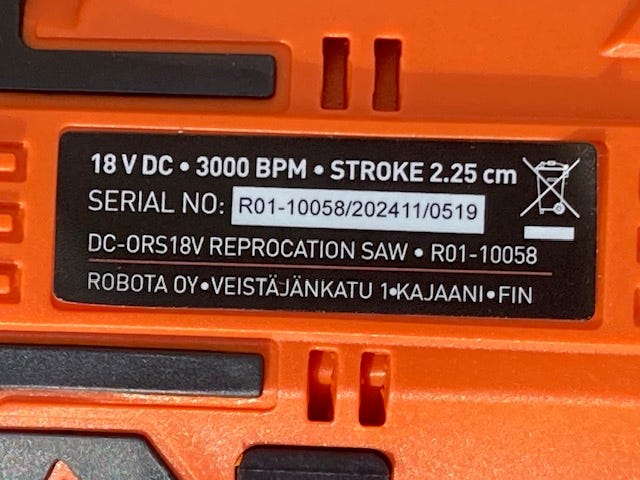 18 V DC • 3000 BPM • STROKE 2.25 cm
SERIAL NO: R01-10058/202411/0519
DC-ORS18V REPROCATION SAW • R01-10058
ROBOTA OY•VEISTÄJÄNKATU 1•KAJAANI•FIN